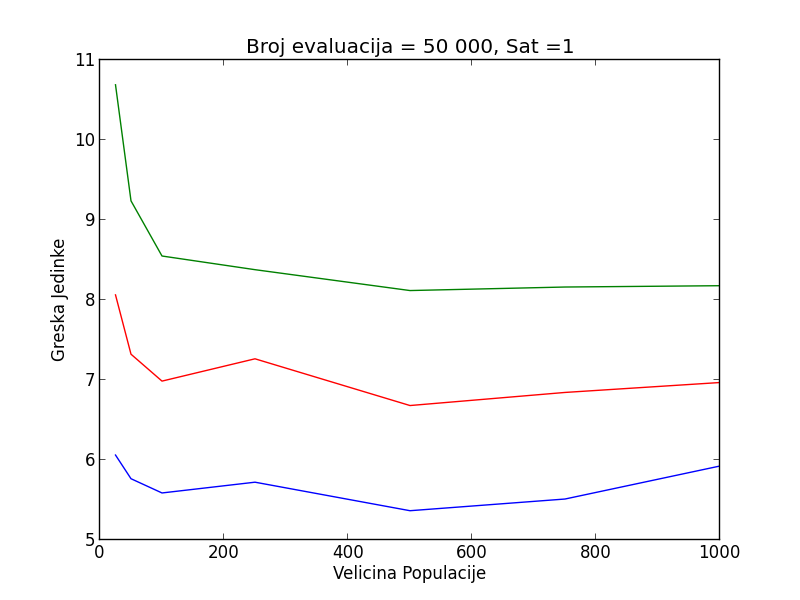 Broj evaluacija = 50 000, Sat =1
11
10
9
8
7
6
5
Greska Jedinke
0 200 400 600 800 1000
Velicina Populacije